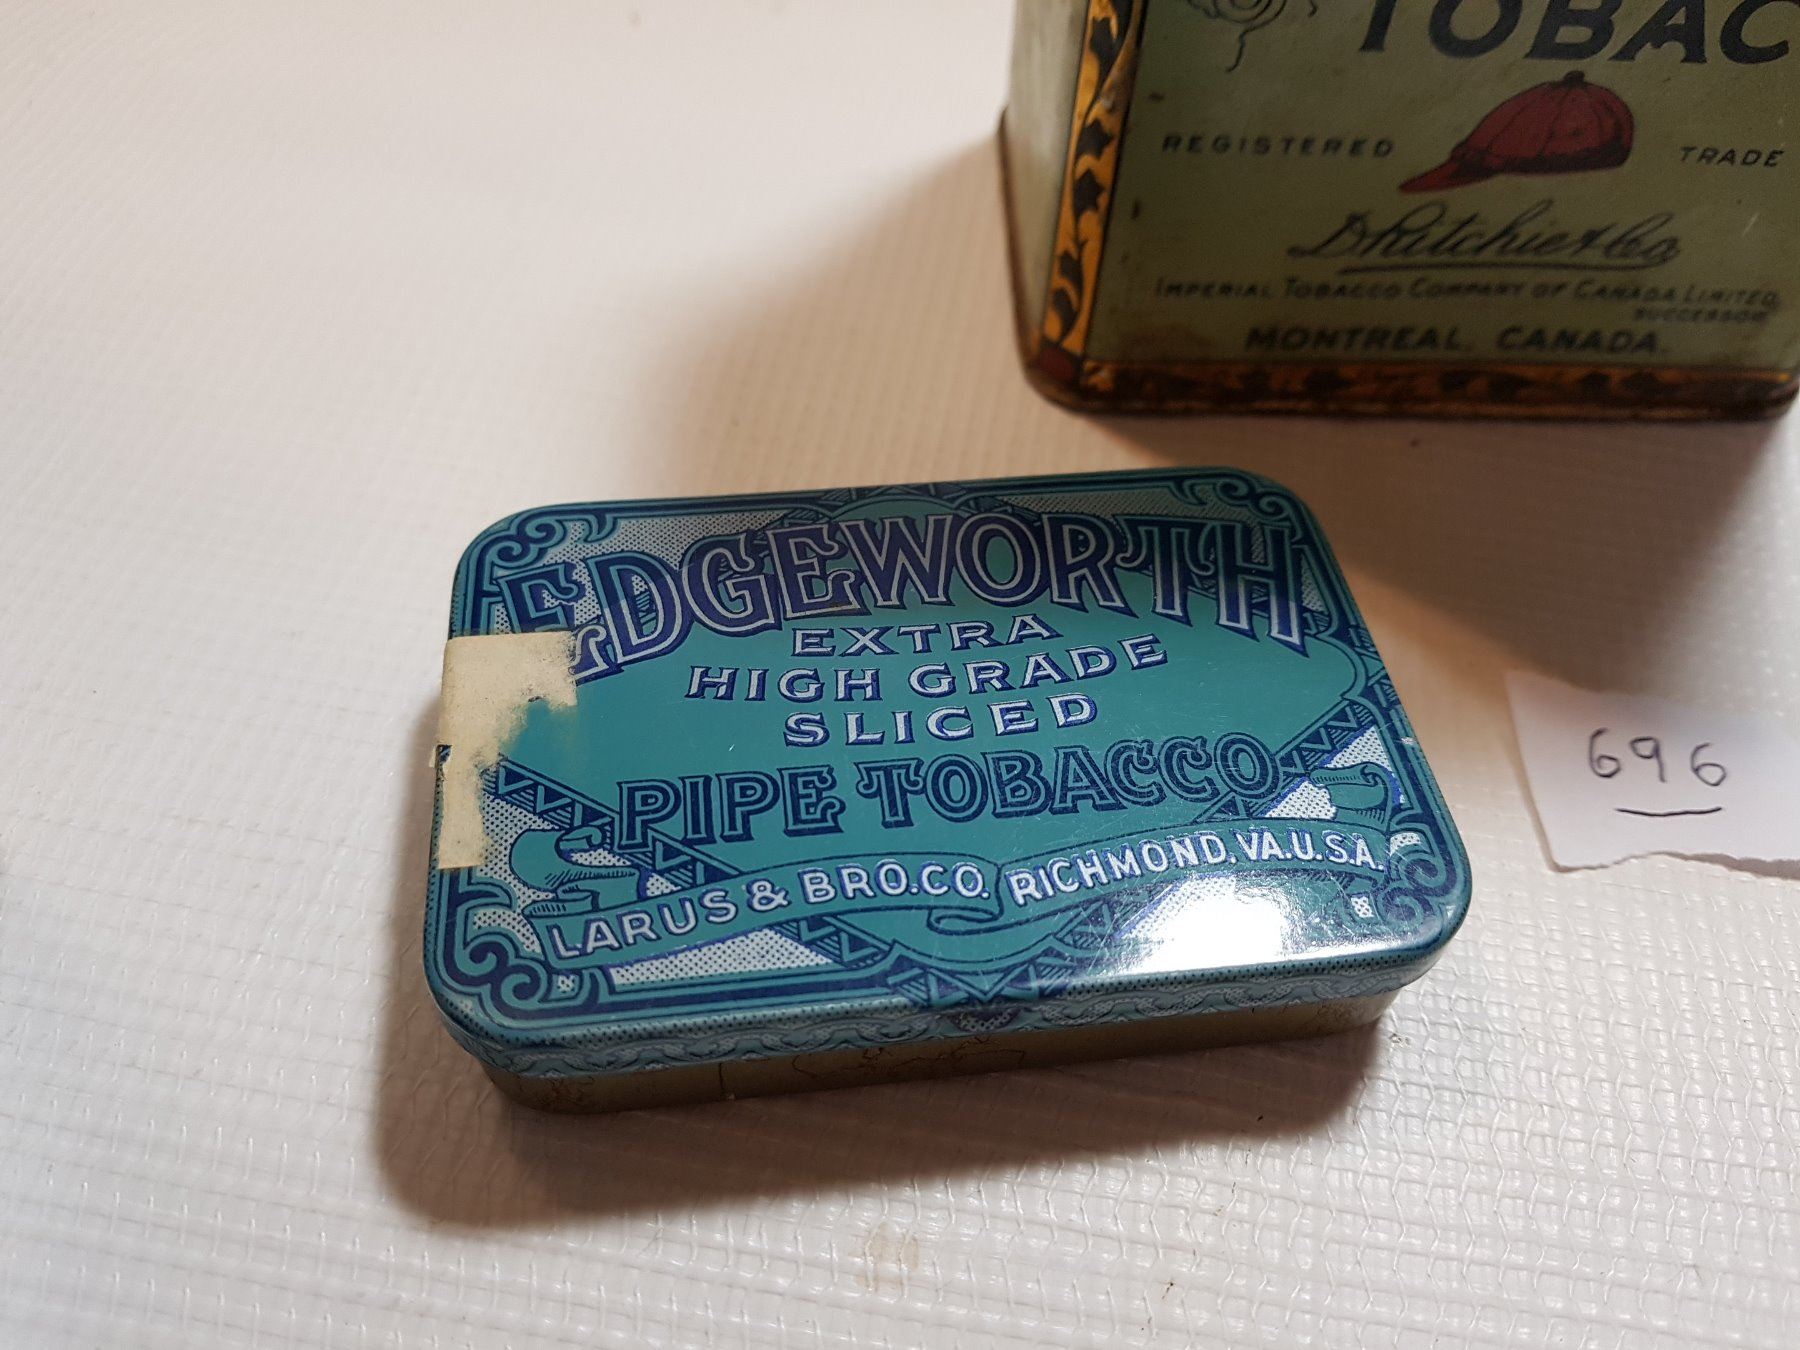 TOBAC
REGISTERED TRADE
D. Ritchie & Co
IMPERIAL TOBACCO COMPANY OF CANADA LIMITED
SUCCESSOR
MONTREAL, CANADA.
EDGEWORTH
EXTRA
HIGH GRADE
SLICED
PIPE TOBACCO
LARUS & BRO.CO. RICHMOND, VA.U.S.A.
696